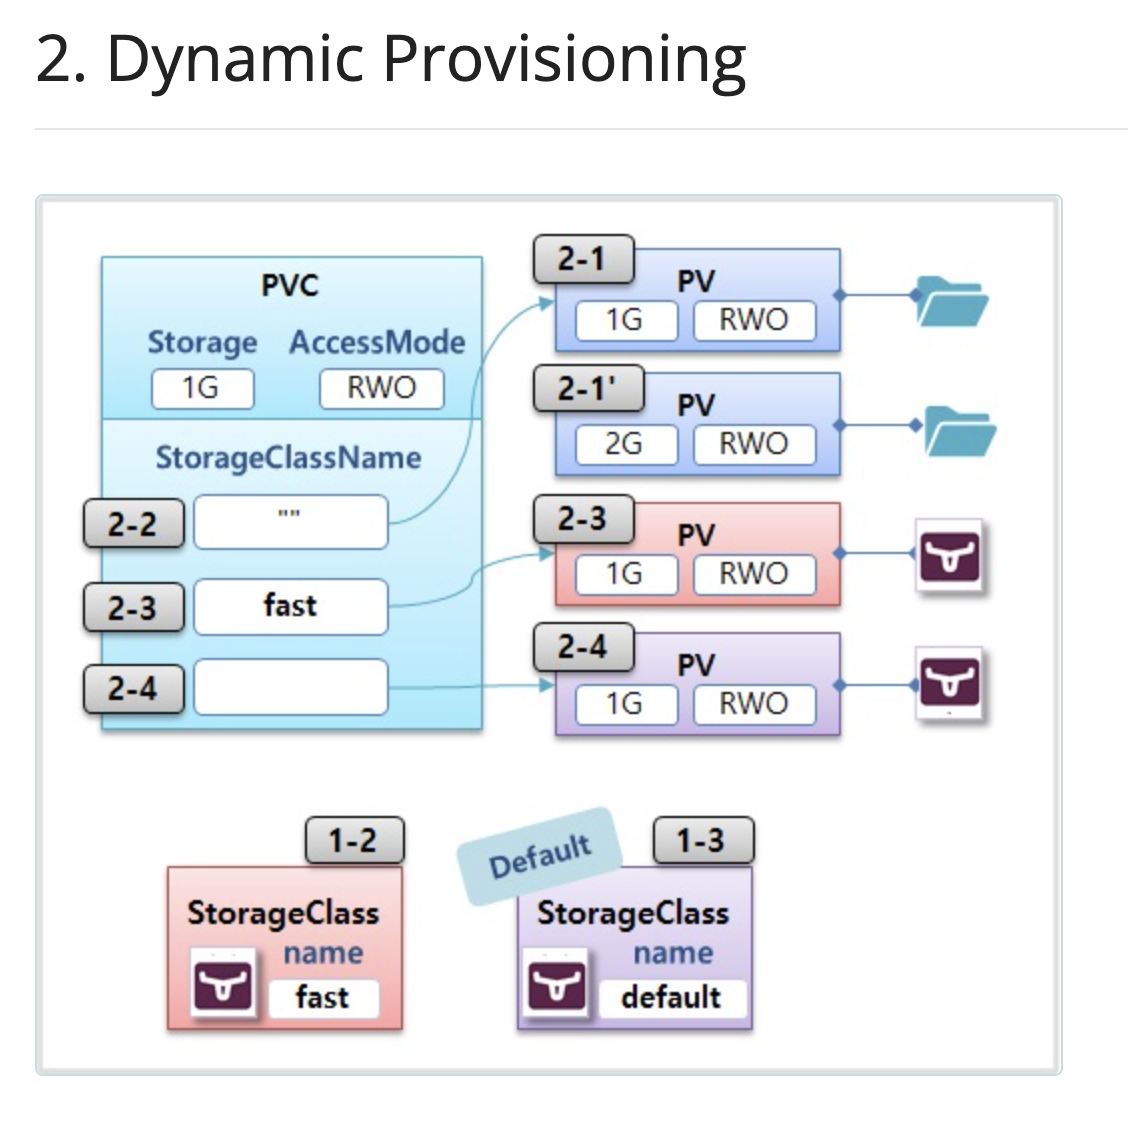 2. Dynamic Provisioning
PVC
Storage AccessMode
1G RWO
StorageClassName
2-2 ""
2-3 fast
2-4
2-1
PV
1G RWO
2-1'
PV
2G RWO
2-3
PV
1G RWO
2-4
PV
1G RWO
1-2
StorageClass
name
fast
Default
1-3
StorageClass
name
default